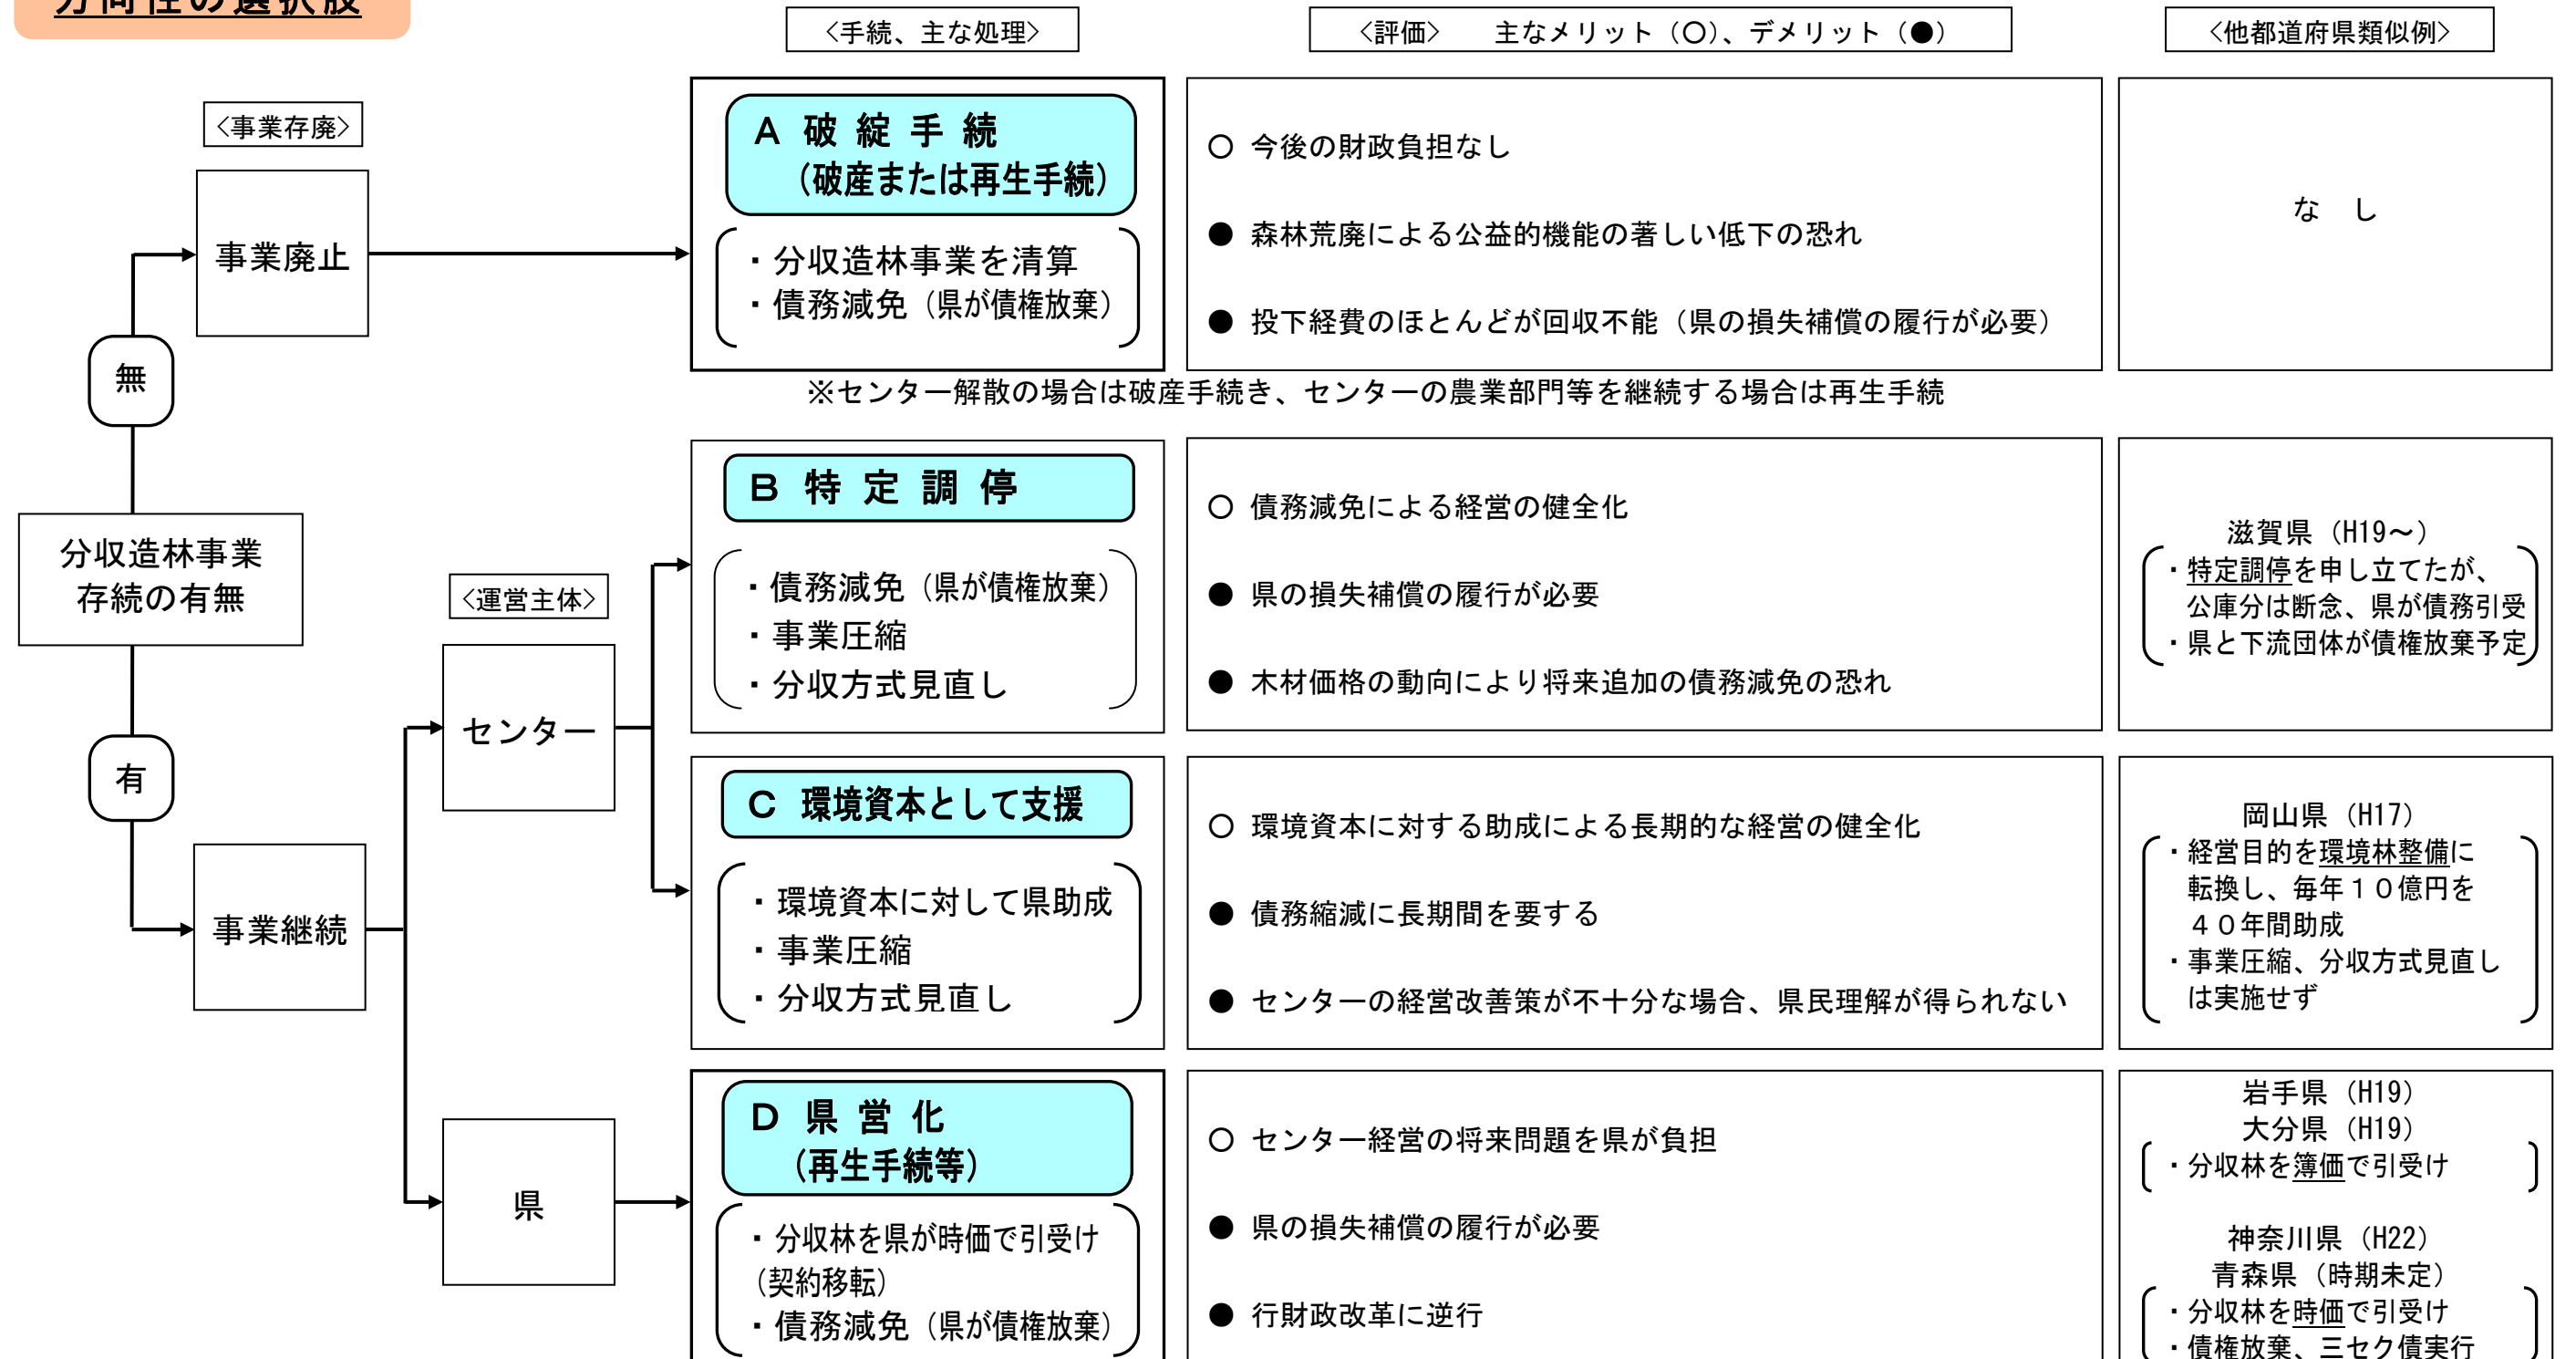 方向性の選択肢
〈手続、主な処理〉
〈評価〉　主なメリット（○）、デメリット（●）
〈他都道府県類似例〉
〈事業存廃〉
事業廃止
無
分収造林事業
存続の有無
有
事業継続
〈運営主体〉
センター
県
Ａ 破 綻 手 続
（破産または再生手続）
・分収造林事業を清算
・債務減免（県が債権放棄）
○ 今後の財政負担なし
● 森林荒廃による公益的機能の著しい低下の恐れ
● 投下経費のほとんどが回収不能（県の損失補償の履行が必要）
な　し
※センター解散の場合は破産手続き、センターの農業部門等を継続する場合は再生手続
Ｂ 特 定 調 停
・債務減免（県が債権放棄）
・事業圧縮
・分収方式見直し
○ 債務減免による経営の健全化
● 県の損失補償の履行が必要
● 木材価格の動向により将来追加の債務減免の恐れ
滋賀県（H19～）
・特定調停を申し立てたが、
公庫分は断念、県が債務引受
・県と下流団体が債権放棄予定
Ｃ 環境資本として支援
・環境資本に対して県助成
・事業圧縮
・分収方式見直し
○ 環境資本に対する助成による長期的な経営の健全化
● 債務縮減に長期間を要する
● センターの経営改善策が不十分な場合、県民理解が得られない
岡山県（H17）
・経営目的を環境林整備に
転換し、毎年１０億円を
４０年間助成
・事業圧縮、分収方式見直し
は実施せず
Ｄ 県 営 化
（再生手続等）
・分収林を県が時価で引受け
（契約移転）
・債務減免（県が債権放棄）
○ センター経営の将来問題を県が負担
● 県の損失補償の履行が必要
● 行財政改革に逆行
岩手県（H19）
大分県（H19）
・分収林を簿価で引受け
神奈川県（H22）
青森県（時期未定）
・分収林を時価で引受け
・債権放棄、三セク債実行